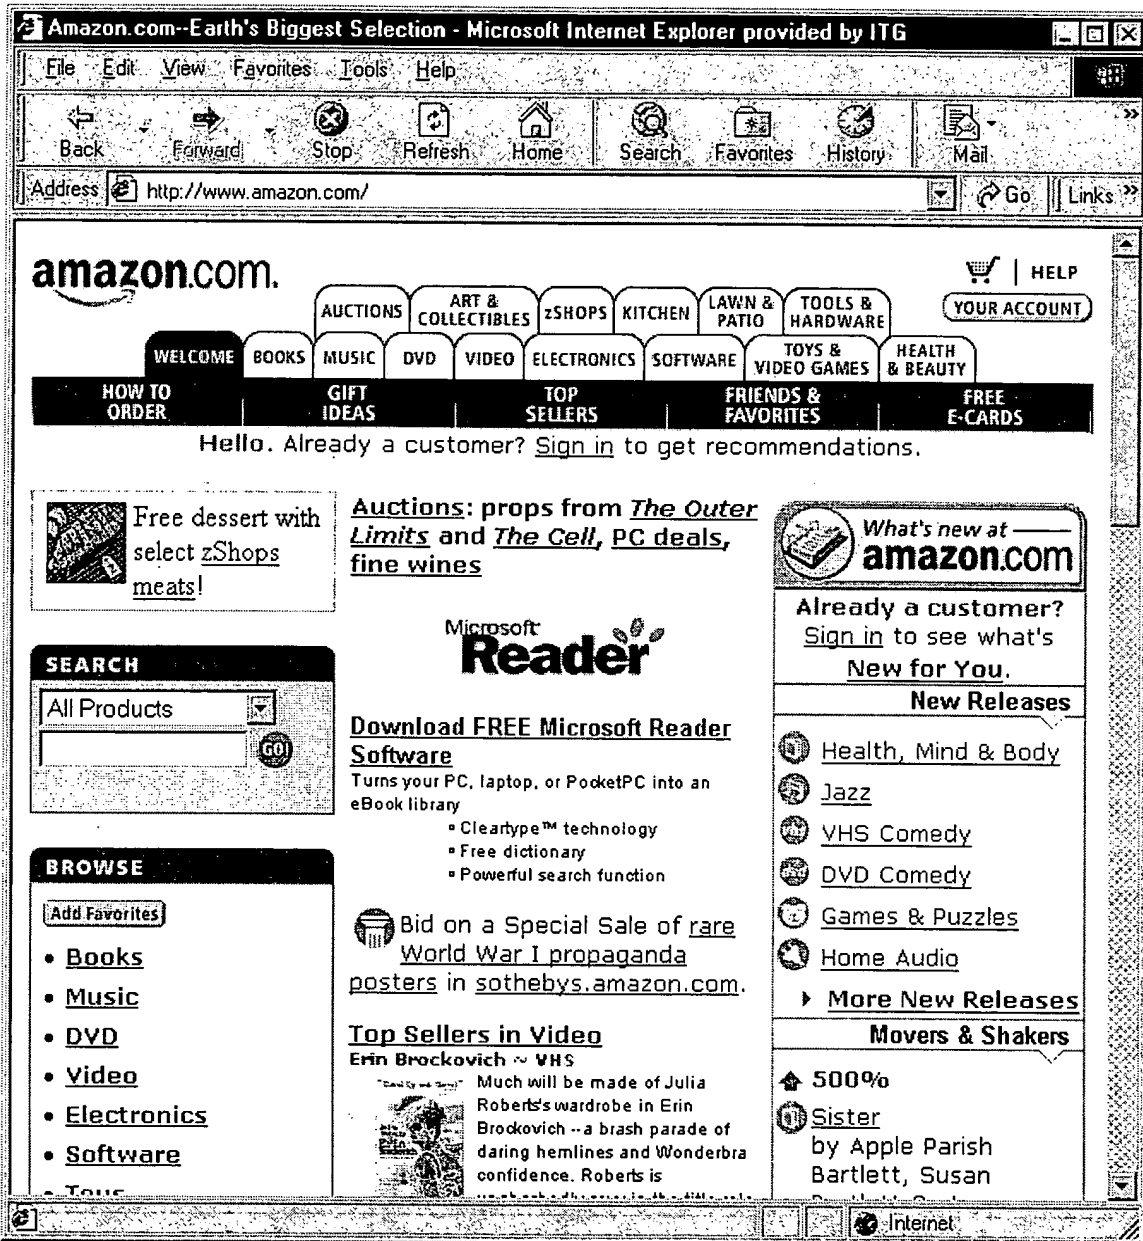 Amazon.com--Earth's Biggest Selection - Microsoft Internet Explorer provided by ITG
File Edit View Favorites Tools Help
Back Forward Stop Refresh Home Search Favorites History Mail
Address http://www.amazon.com/ Go Links
amazon.com.
HELP
YOUR ACCOUNT
AUCTIONS ART & COLLECTIBLES zSHOPS KITCHEN LAWN & PATIO TOOLS & HARDWARE
WELCOME BOOKS MUSIC DVD VIDEO ELECTRONICS SOFTWARE TOYS & VIDEO GAMES HEALTH & BEAUTY
HOW TO ORDER GIFT IDEAS TOP SELLERS FRIENDS & FAVORITES FREE E-CARDS
Hello. Already a customer? Sign in to get recommendations.
Free dessert with
select zShops
meats!
SEARCH
All Products
GO!
BROWSE
Add Favorites
• Books
• Music
• DVD
• Video
• Electronics
• Software
Toys
Auctions: props from The Outer
Limits and The Cell, PC deals,
fine wines
Microsoft
Reader
Download FREE Microsoft Reader
Software
Turns your PC, laptop, or PocketPC into an
eBook library
▫ Cleartype™ technology
▫ Free dictionary
▫ Powerful search function
Bid on a Special Sale of rare
World War I propaganda
posters in sothebys.amazon.com.
Top Sellers in Video
Erin Brockovich ~ VHS
Much will be made of Julia
Roberts's wardrobe in Erin
Brockovich --a brash parade of
daring hemlines and Wonderbra
confidence. Roberts is
What's new at
amazon.com
Already a customer?
Sign in to see what's
New for You.
New Releases
Health, Mind & Body
Jazz
VHS Comedy
DVD Comedy
Games & Puzzles
Home Audio
More New Releases
Movers & Shakers
500%
Sister
by Apple Parish
Bartlett, Susan
Internet